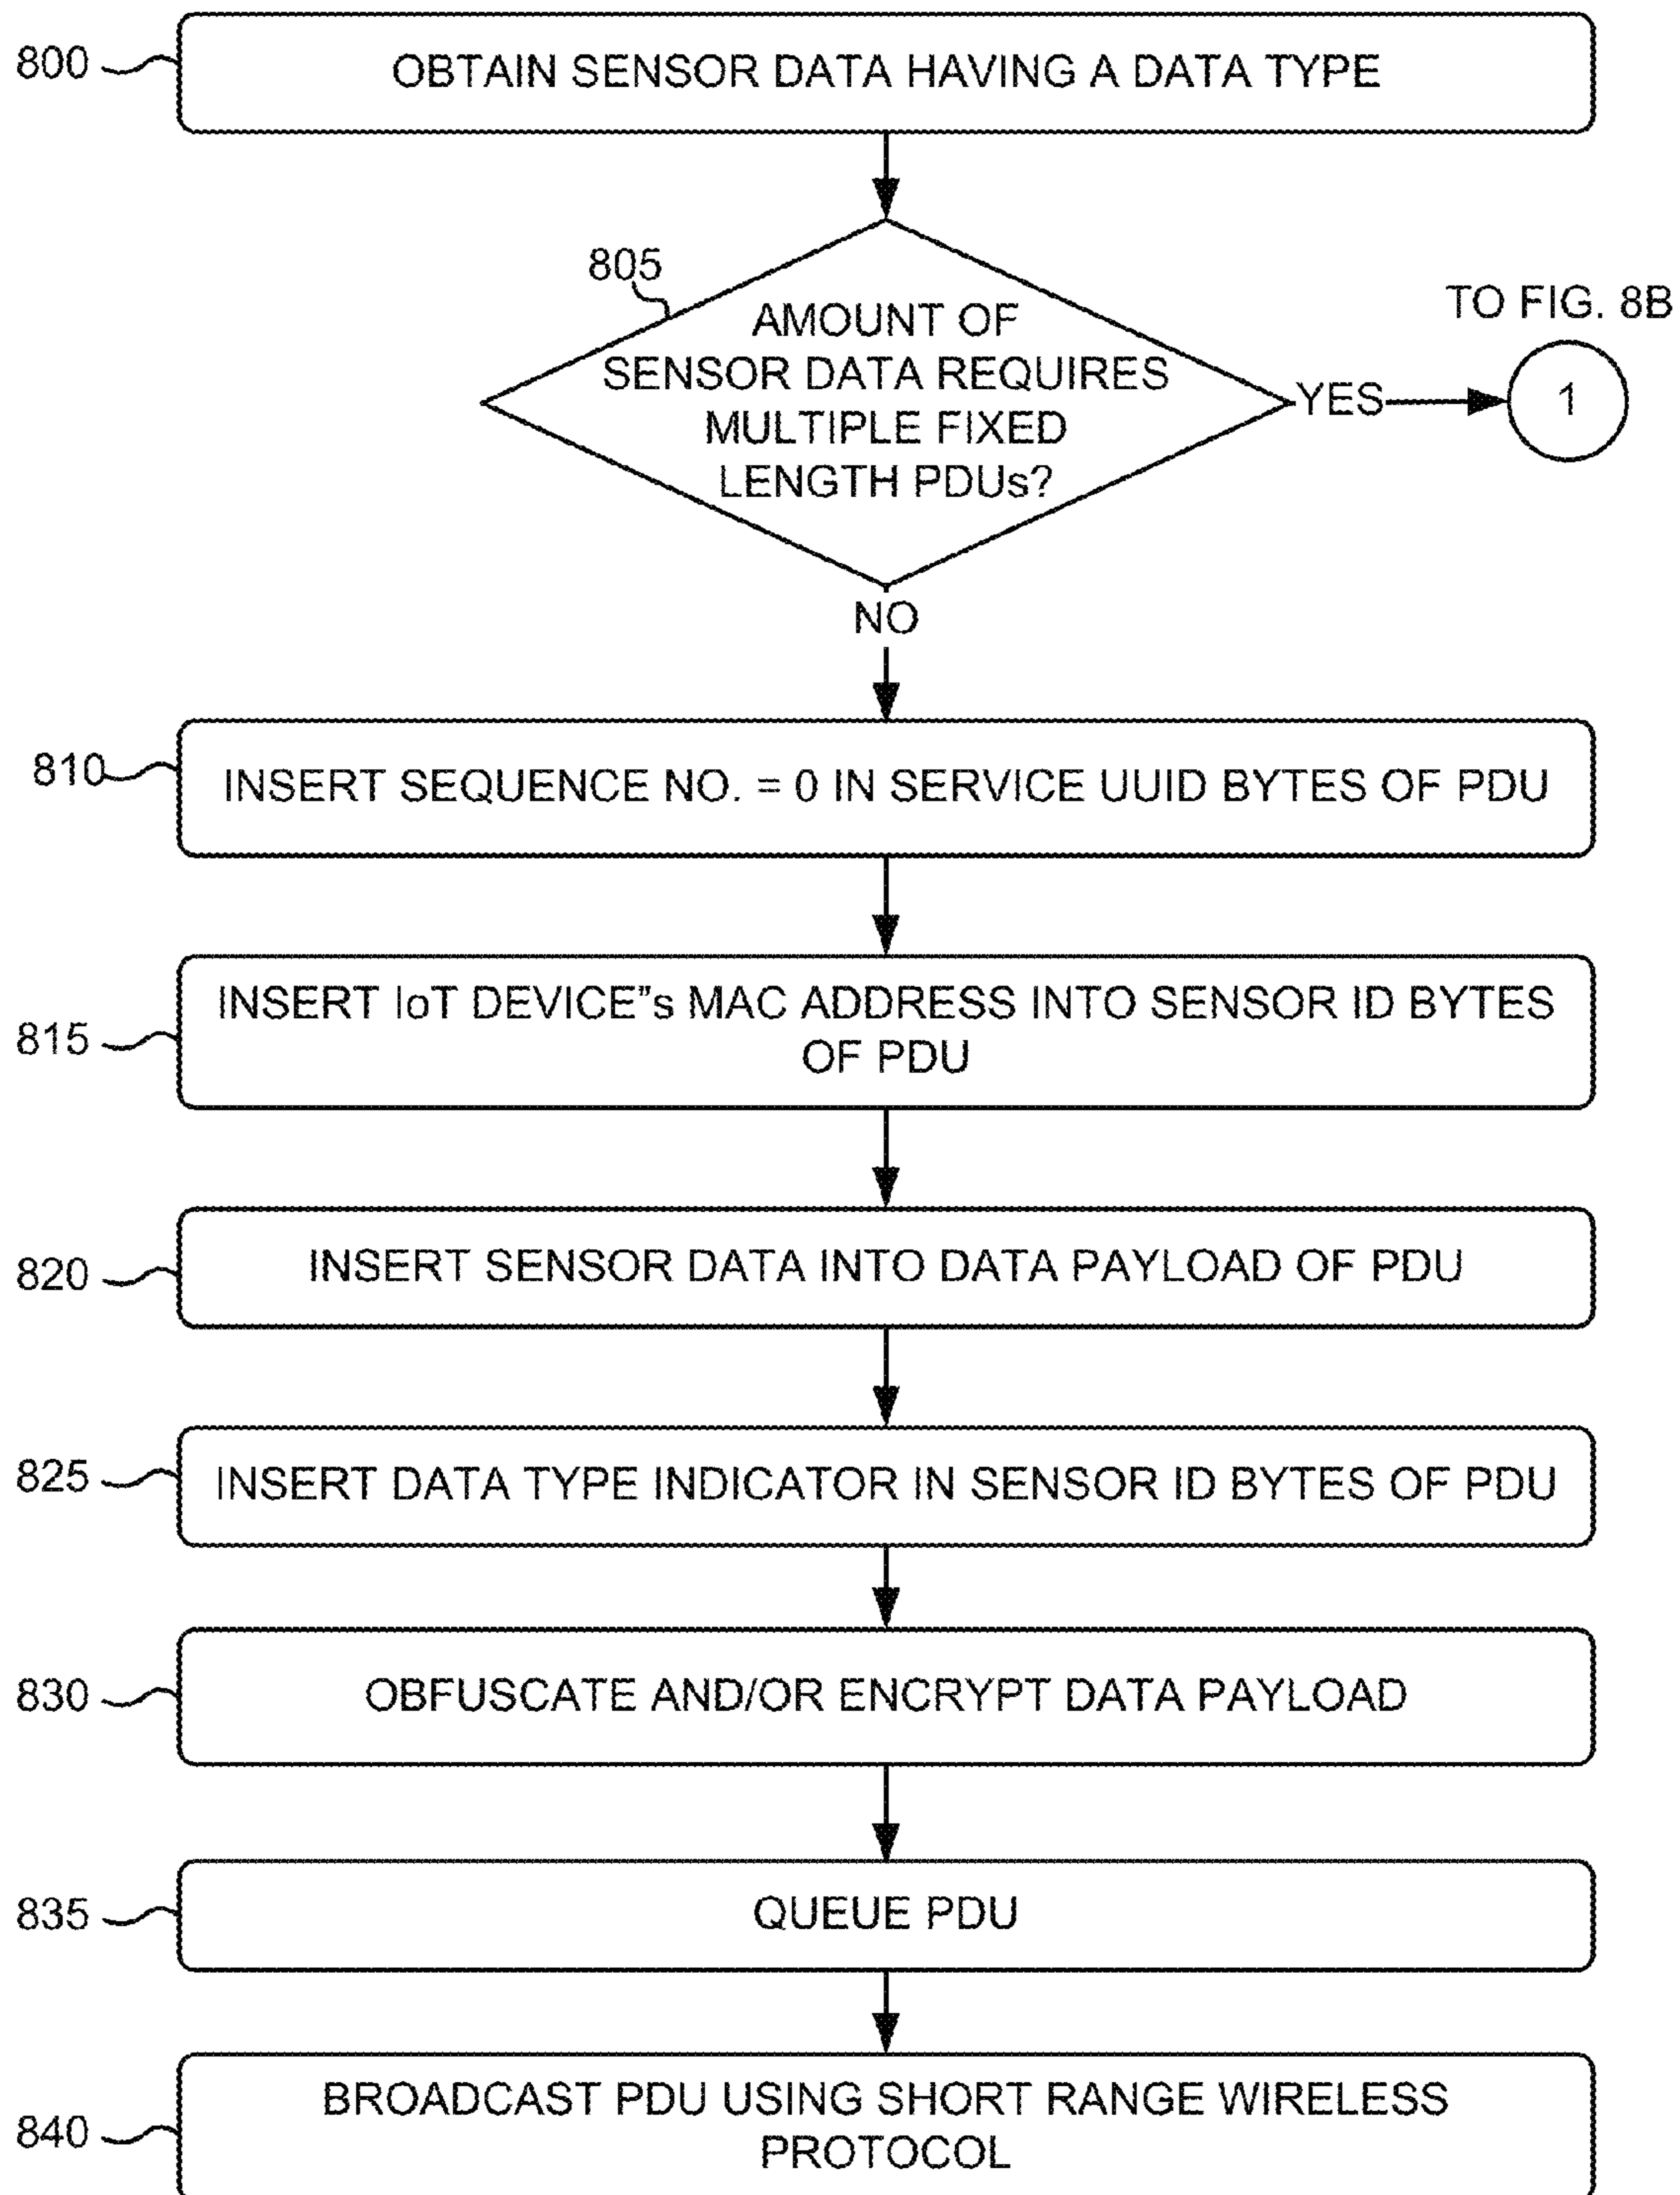 800
OBTAIN SENSOR DATA HAVING A DATA TYPE
805
AMOUNT OF
SENSOR DATA REQUIRES
MULTIPLE FIXED
LENGTH PDUs?
YES
TO FIG. 8B
1
NO
810
INSERT SEQUENCE NO. = 0 IN SERVICE UUID BYTES OF PDU
815
INSERT IoT DEVICE"s MAC ADDRESS INTO SENSOR ID BYTES
OF PDU
820
INSERT SENSOR DATA INTO DATA PAYLOAD OF PDU
825
INSERT DATA TYPE INDICATOR IN SENSOR ID BYTES OF PDU
830
OBFUSCATE AND/OR ENCRYPT DATA PAYLOAD
835
QUEUE PDU
840
BROADCAST PDU USING SHORT RANGE WIRELESS
PROTOCOL